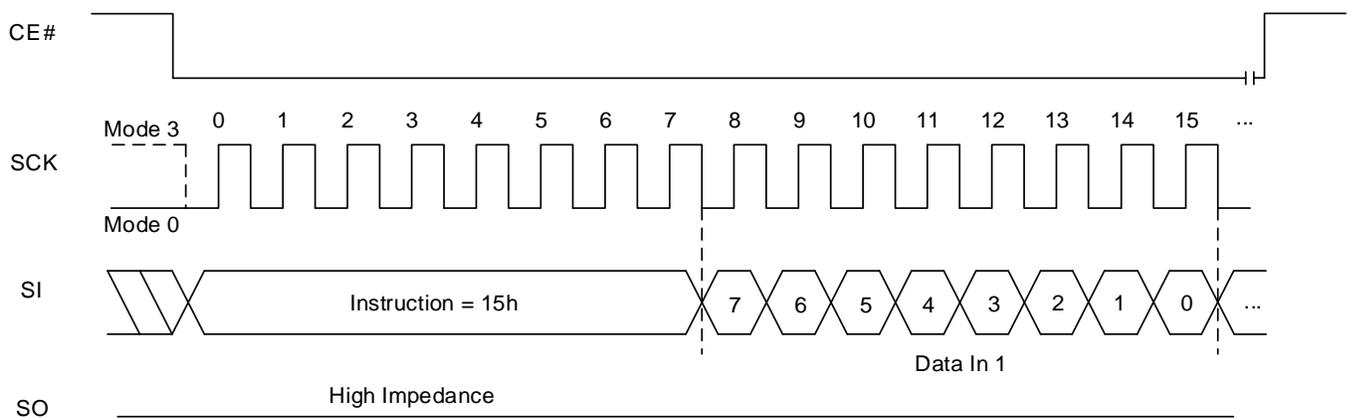 CE#
Mode 3 0 1 2 3 4 5 6 7 8 9 10 11 12 13 14 15 ...
SCK
Mode 0
SI Instruction = 15h 7 6 5 4 3 2 1 0 ...
Data In 1
High Impedance
SO